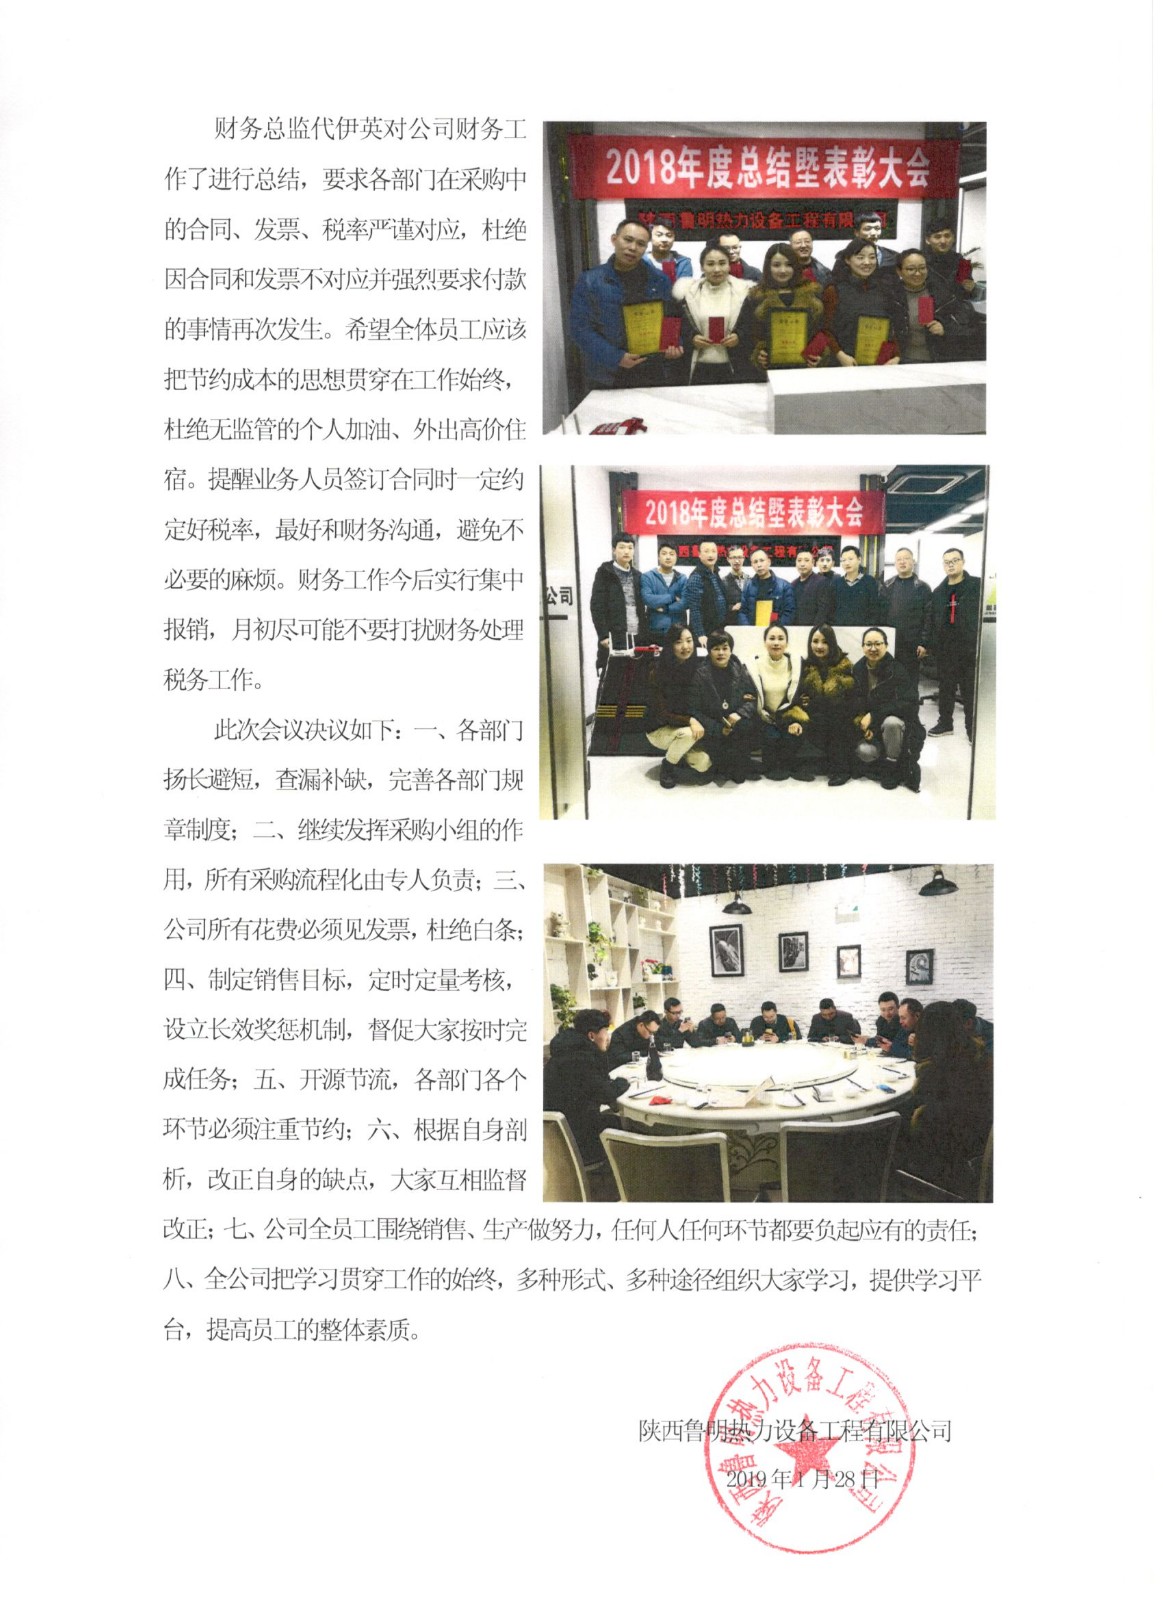 财务总监代伊英对公司财务工
作了进行总结，要求各部门在采购中
的合同、发票、税率严谨对应，杜绝
因合同和发票不对应并强烈要求付款
的事情再次发生。希望全体员工应该
把节约成本的思想贯穿在工作始终，
杜绝无监管的个人加油、外出高价住
宿。提醒业务人员签订合同时一定约
定好税率，最好和财务沟通，避免不
必要的麻烦。财务工作今后实行集中
报销，月初尽可能不要打扰财务处理
税务工作。
此次会议决议如下：一、各部门
扬长避短，查漏补缺，完善各部门规
章制度；二、继续发挥采购小组的作
用，所有采购流程化由专人负责；三、
公司所有花费必须见发票，杜绝白条；
四、制定销售目标，定时定量考核，
设立长效奖惩机制，督促大家按时完
成任务；五、开源节流，各部门各个
环节必须注重节约；六、根据自身剖
析，改正自身的缺点，大家互相监督
改正；七、公司全员工围绕销售、生产做努力，任何人任何环节都要负起应有的责任；
八、全公司把学习贯穿工作的始终，多种形式、多种途径组织大家学习，提供学习平
台，提高员工的整体素质。
2018年度总结暨表彰大会
陕西鲁明热力设备工程有限公司
2018年度总结暨表彰大会
公司
陕西鲁明热力设备工程有限公司
2019年1月28日
陕西鲁明热力设备工程有限公司